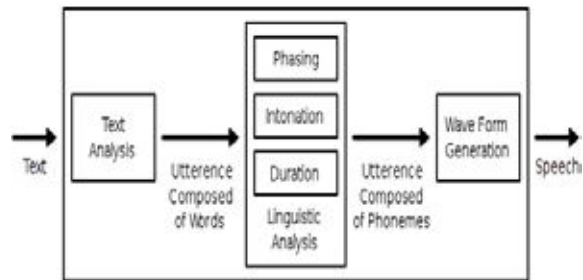 Phasing
Text
Analysis
Intonation
Wave Form
Generation
Text
Utterence
Composed
of Words
Duration
Linguistic
Analysis
Utterence
Composed
of Phonemes
Speech